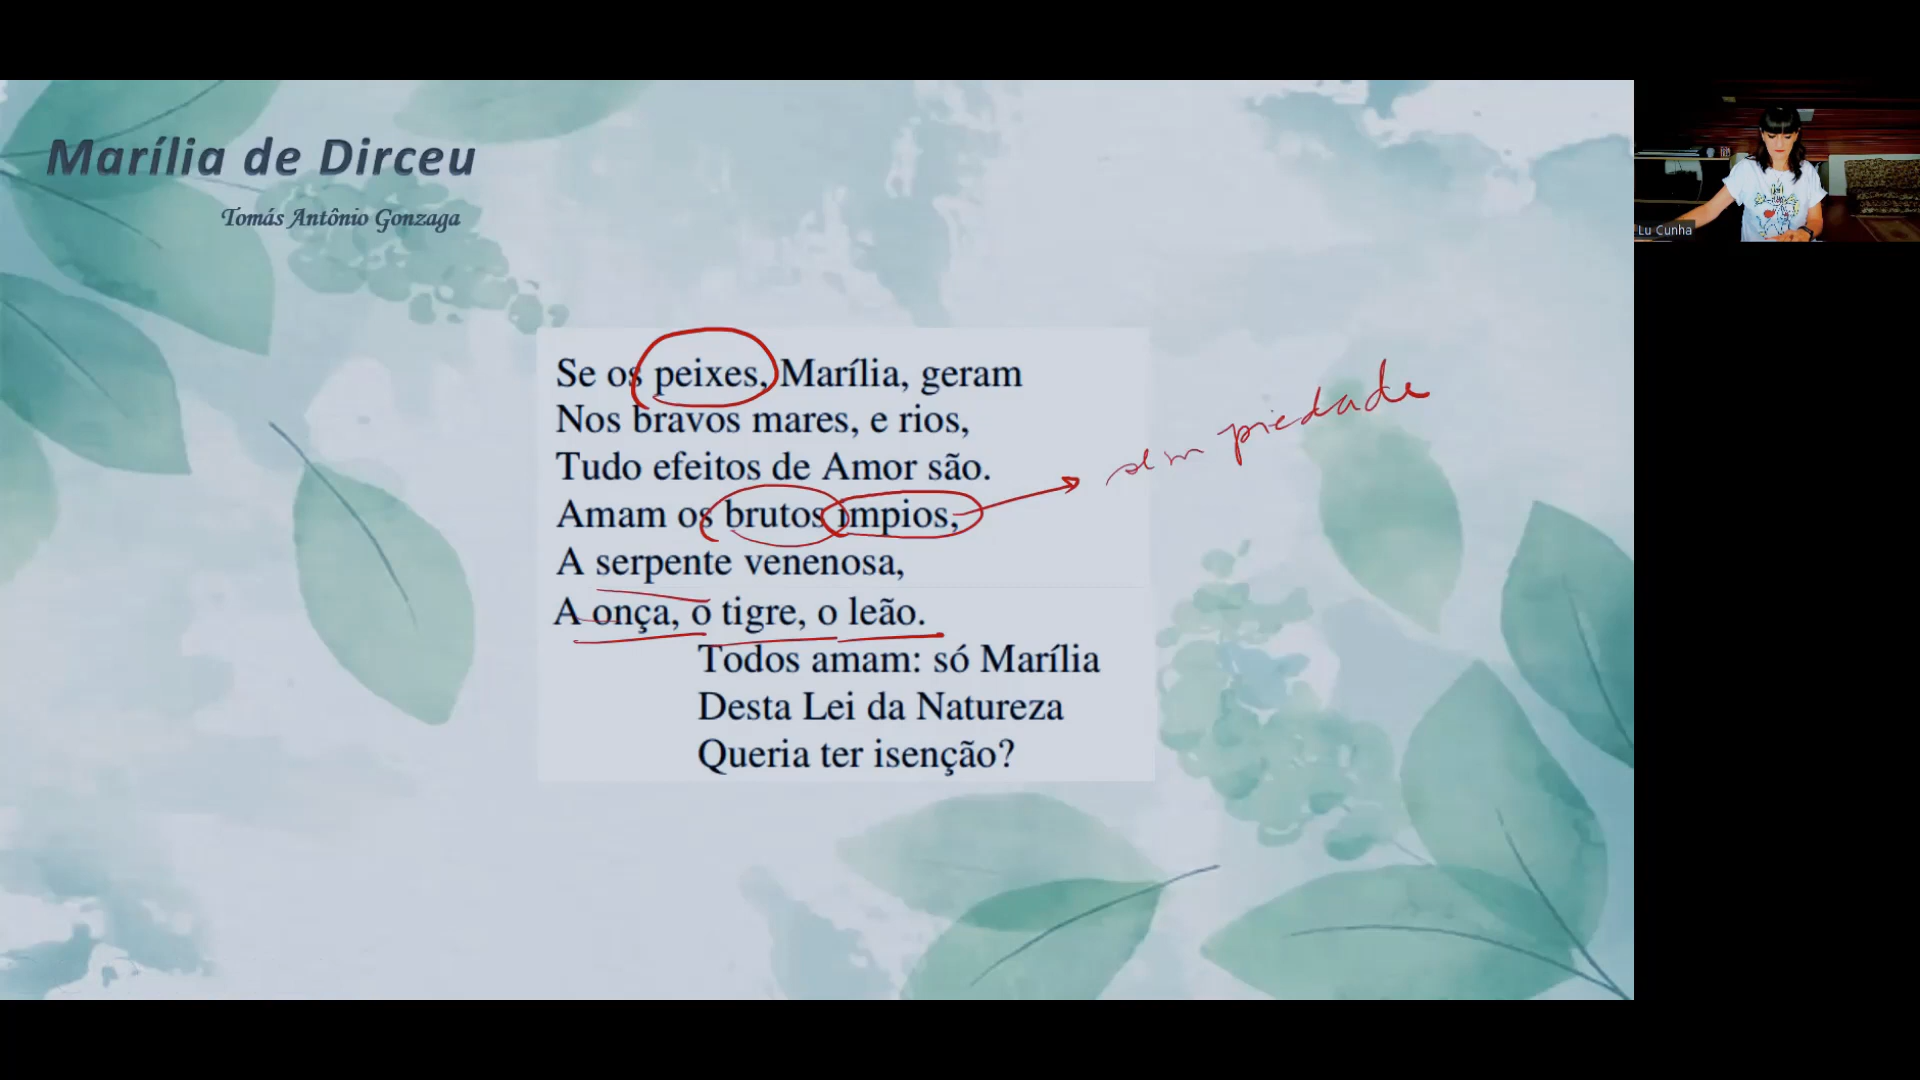 Marília de Dirceu
Tomás Antônio Gonzaga
Se os peixes, Marília, geram
Nos bravos mares, e rios,
Tudo efeitos de Amor são.
Amam os brutos ímpios,
sem piedade
A serpente venenosa,
A onça, o tigre, o leão.
Todos amam: só Marília
Desta Lei da Natureza
Queria ter isenção?
Lu Cunha